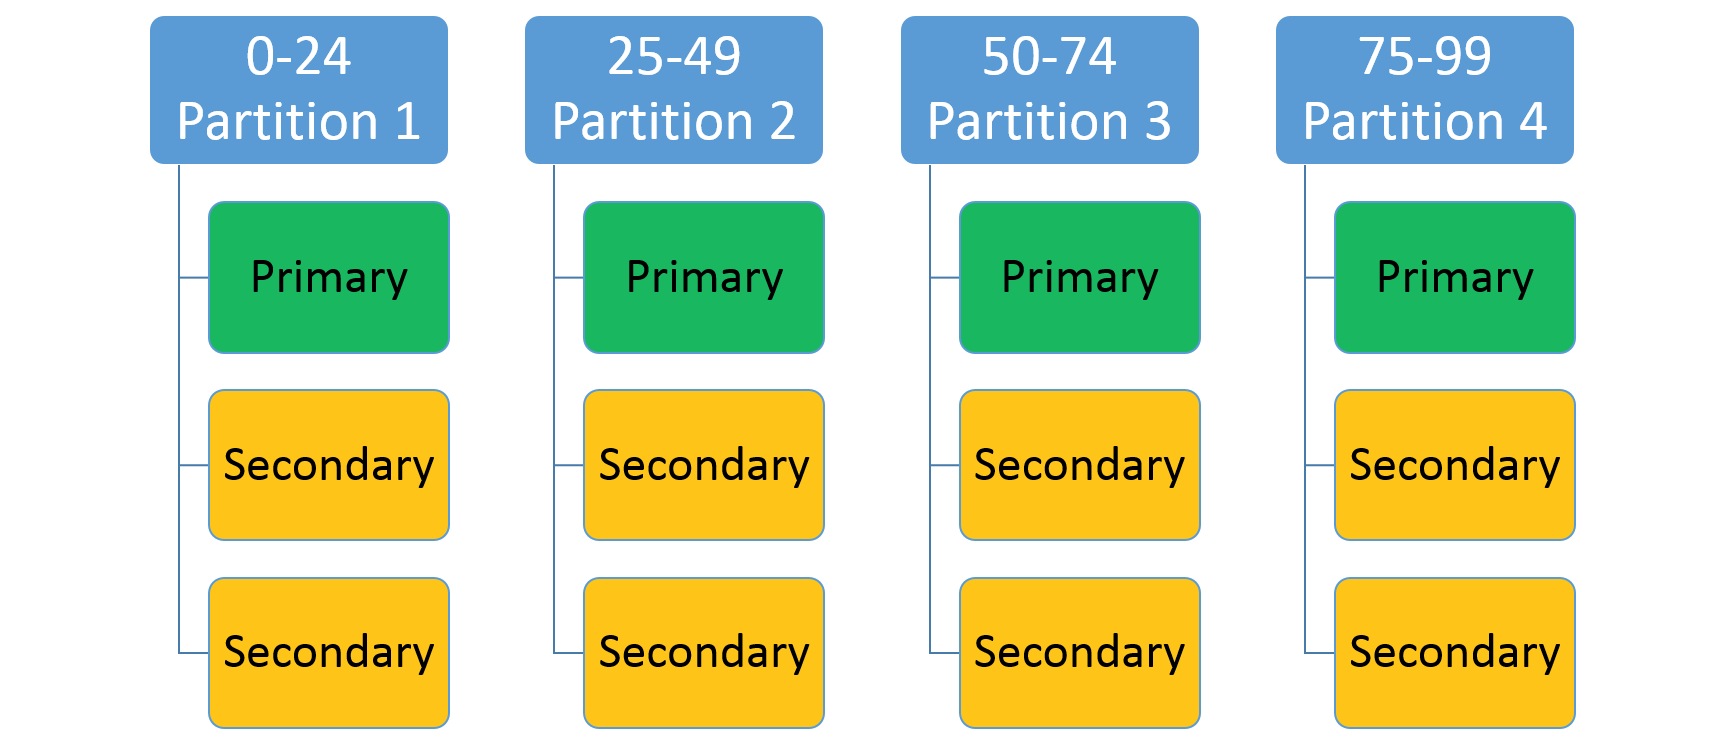 0-24
Partition 1
Primary
Secondary
Secondary
25-49
Partition 2
Primary
Secondary
Secondary
50-74
Partition 3
Primary
Secondary
Secondary
75-99
Partition 4
Primary
Secondary
Secondary